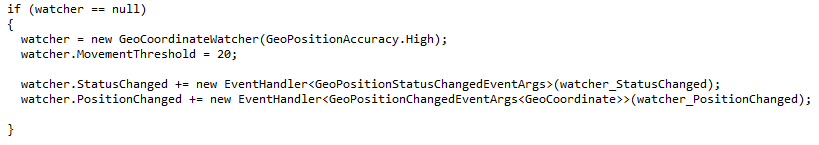 if (watcher == null)
{
  watcher = new GeoCoordinateWatcher(GeoPositionAccuracy.High);
  watcher.MovementThreshold = 20;

  watcher.StatusChanged += new EventHandler<GeoPositionStatusChangedEventArgs>(watcher_StatusChanged);
  watcher.PositionChanged += new EventHandler<GeoPositionChangedEventArgs<GeoCoordinate>>(watcher_PositionChanged);

}